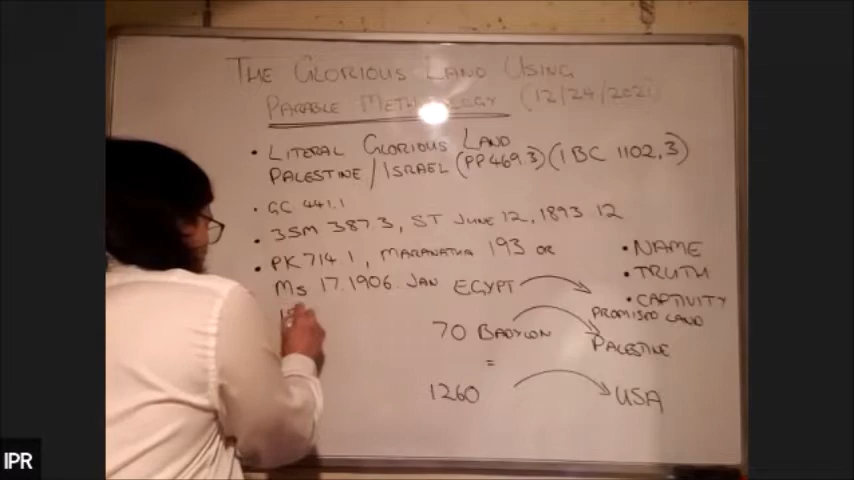 THE GLORIOUS LAND USING
PARABLE METHODOLOGY (12/24/2021)
• LITERAL GLORIOUS LAND
PALESTINE/ISRAEL (PP469.3) (1BC 1102.3)
• GC 441.1
• 3SM 387.3, ST JUNE 12, 1893 12
• PK 714.1, MARANATHA 193 OR
MS 17.1906. JAN
EGYPT
PROMISED LAND
70 BABYLON
PALESTINE
=
1260
USA
• NAME
• TRUTH
• CAPTIVITY
IPR